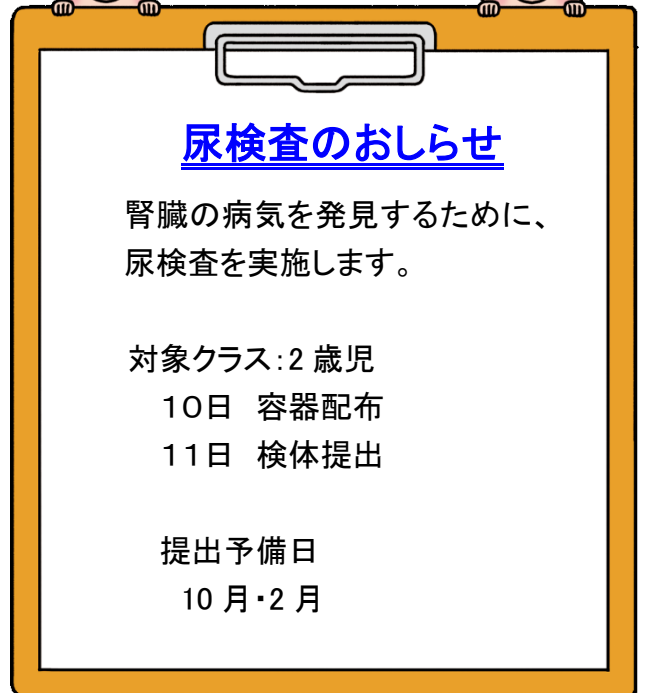 尿検査のおしらせ
腎臓の病気を発見するために、
尿検査を実施します。
対象クラス:2 歳児
10日　容器配布
11日　検体提出
提出予備日
10 月・2 月